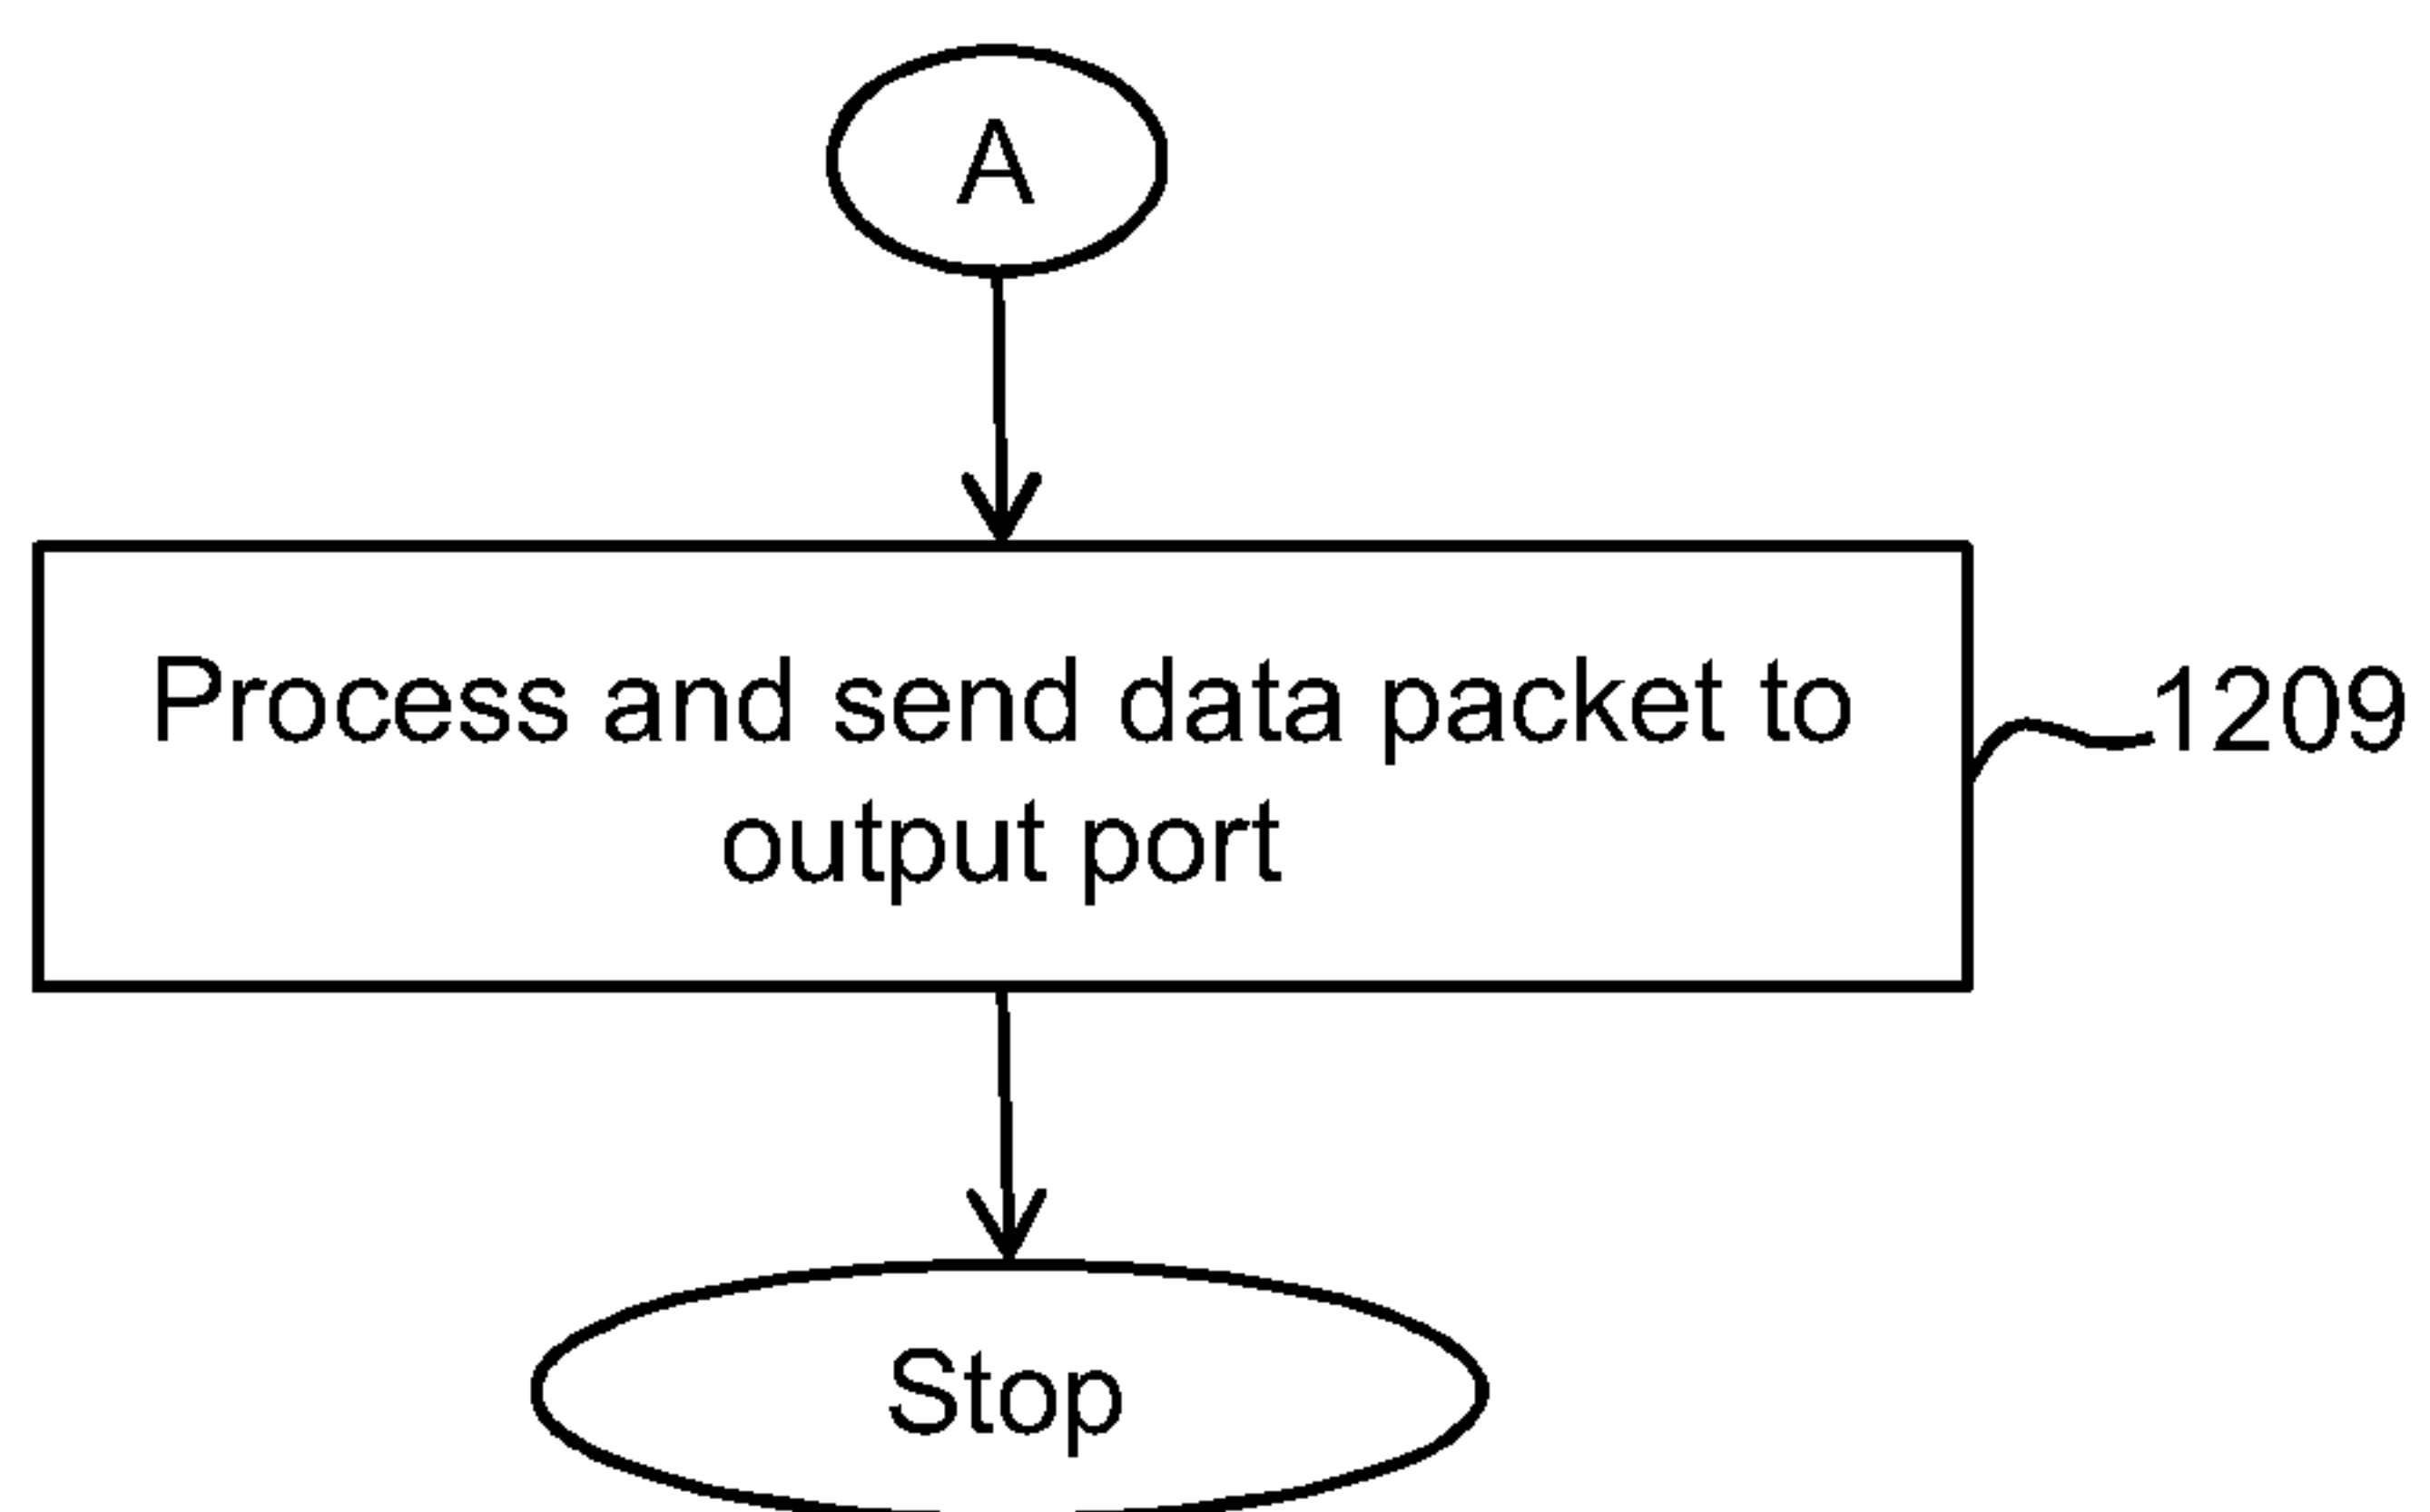 A
Process and send data packet to
output port
1209
Stop